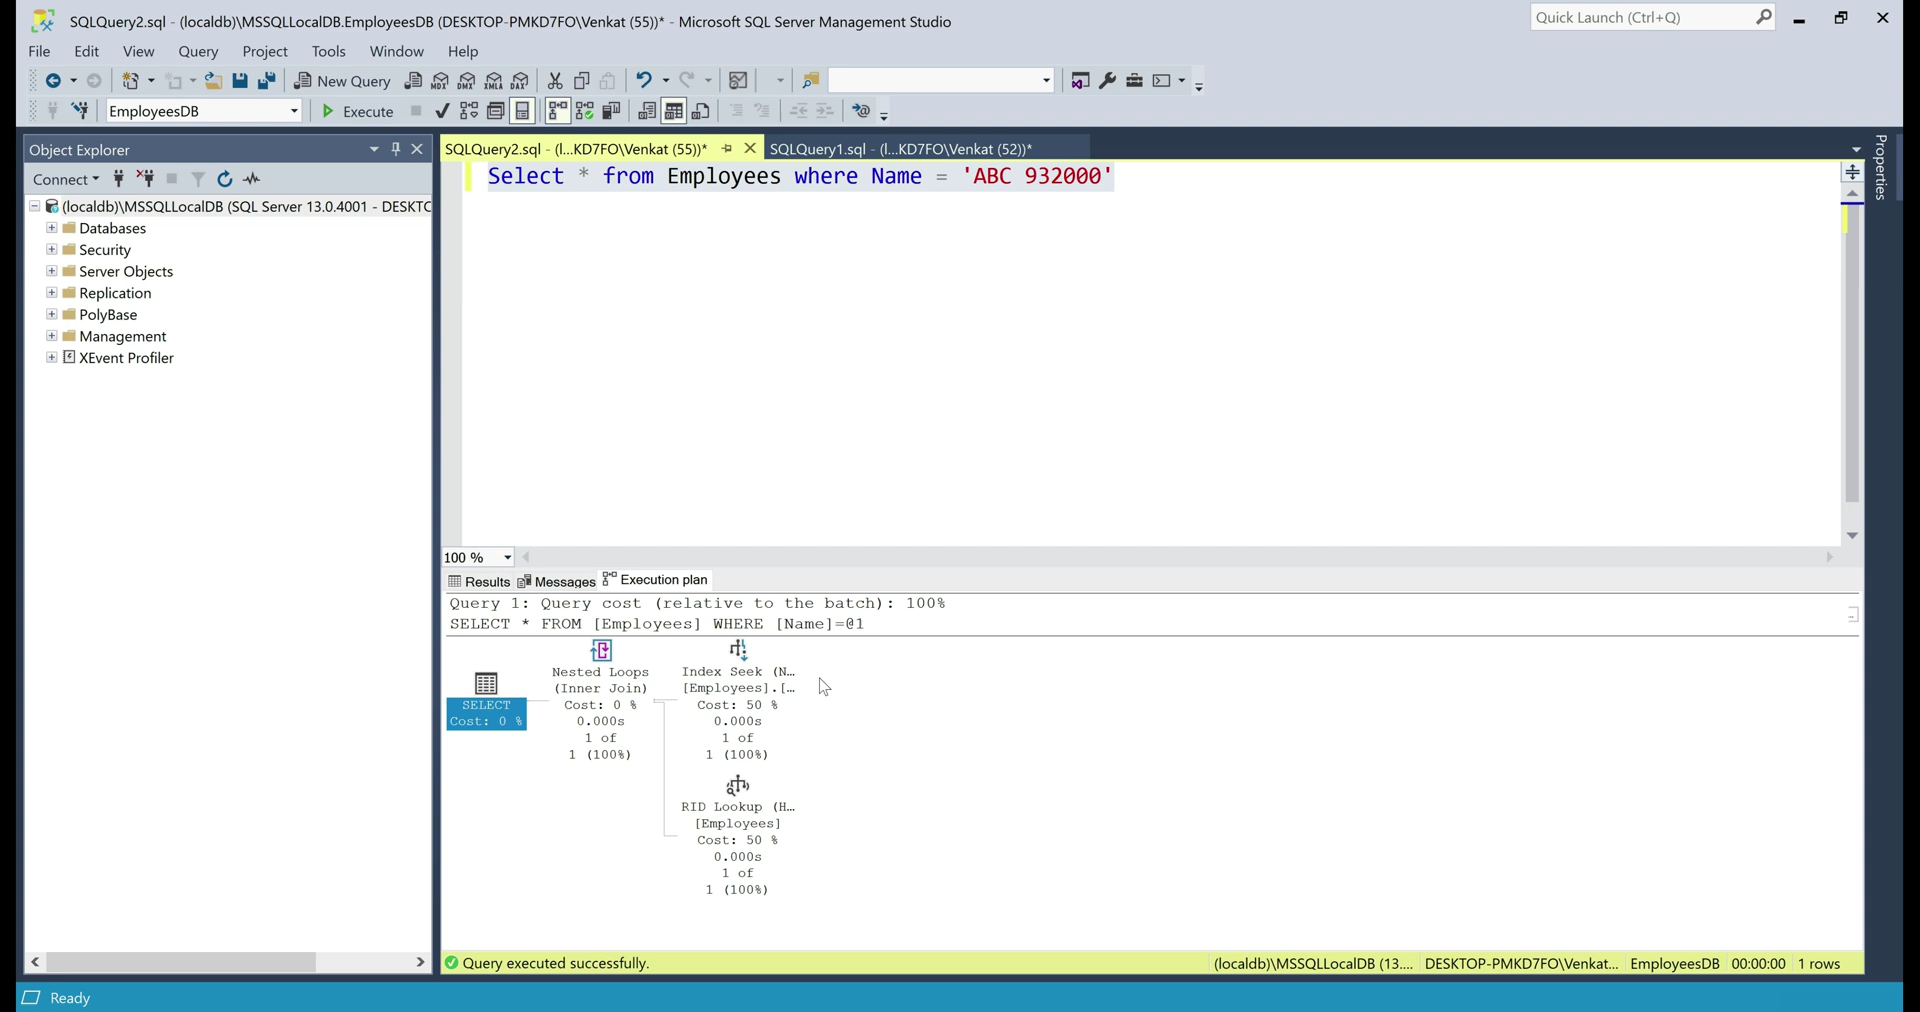 SQLQuery2.sql - (localdb)\MSSQLLocalDB.EmployeesDB (DESKTOP-PMKD7FO\Venkat (55))* - Microsoft SQL Server Management Studio
Quick Launch (Ctrl+Q)
File Edit View Query Project Tools Window Help
New Query MDX DMX XMLA DAX
EmployeesDB Execute
Object Explorer
SQLQuery2.sql - (l...KD7FO\Venkat (55))* SQLQuery1.sql - (l...KD7FO\Venkat (52))*
Properties
Connect
Select * from Employees where Name = 'ABC 932000'
(localdb)\MSSQLLocalDB (SQL Server 13.0.4001 - DESKTO
Databases
Security
Server Objects
Replication
PolyBase
Management
XEvent Profiler
100 %
Results Messages Execution plan
Query 1: Query cost (relative to the batch): 100%
SELECT * FROM [Employees] WHERE [Name]=@1
SELECT
Cost: 0 %
Nested Loops
(Inner Join)
Cost: 0 %
0.000s
1 of
1 (100%)
Index Seek (N...
[Employees].[...
Cost: 50 %
0.000s
1 of
1 (100%)
RID Lookup (H...
[Employees]
Cost: 50 %
0.000s
1 of
1 (100%)
Query executed successfully.
(localdb)\MSSQLLocalDB (13.... DESKTOP-PMKD7FO\Venkat... EmployeesDB 00:00:00 1 rows
Ready